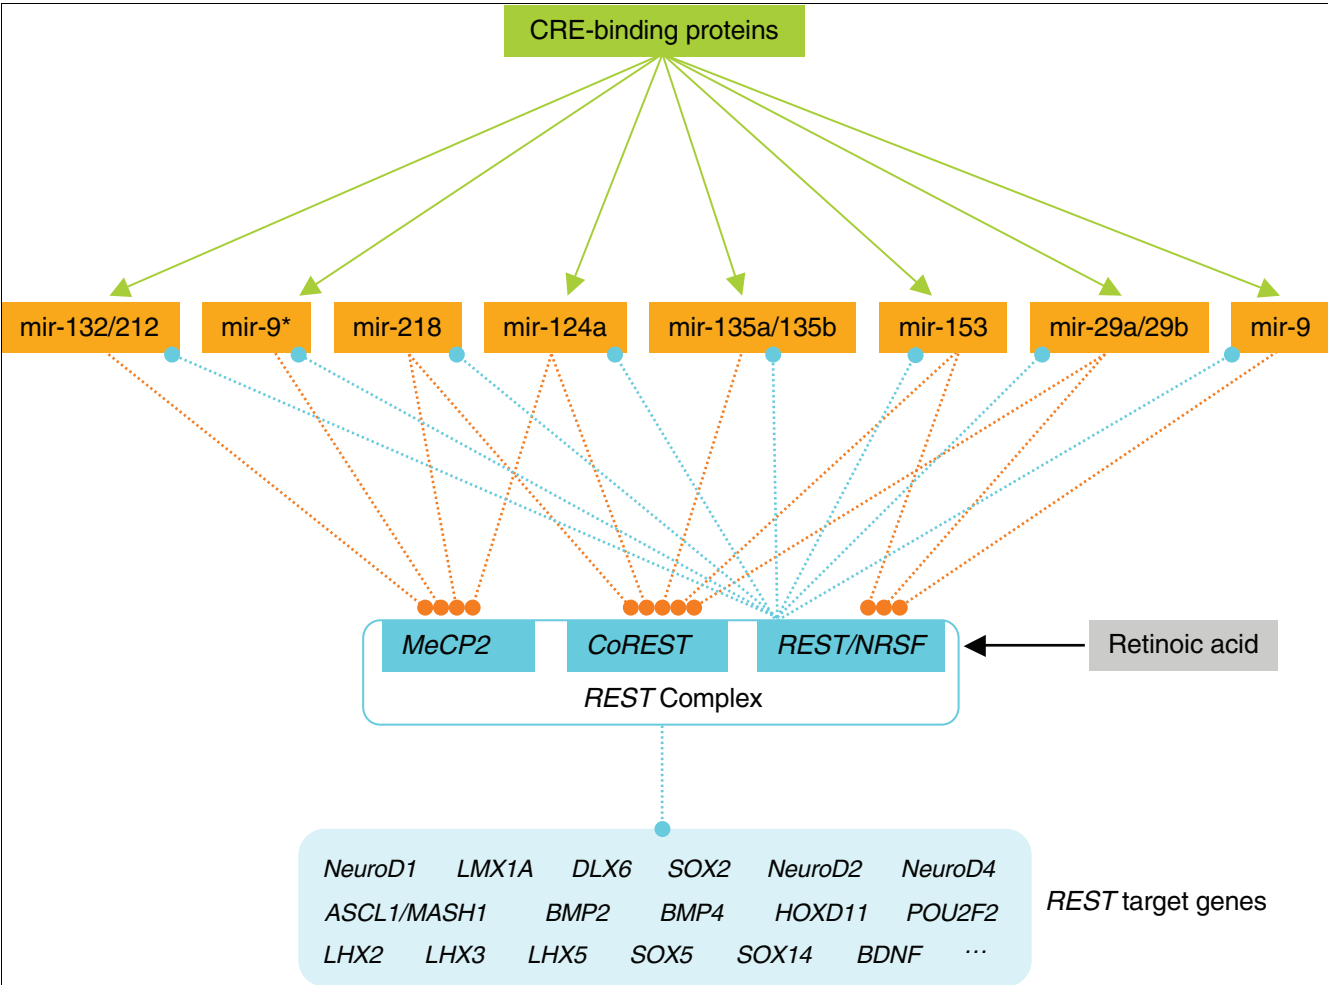 CRE-binding proteins
mir-132/212 mir-9* mir-218 mir-124a mir-135a/135b mir-153 mir-29a/29b mir-9
MeCP2 CoREST REST/NRSF Retinoic acid
REST Complex
NeuroD1 LMX1A DLX6 SOX2 NeuroD2 NeuroD4
ASCL1/MASH1 BMP2 BMP4 HOXD11 POU2F2
REST target genes
LHX2 LHX3 LHX5 SOX5 SOX14 BDNF ...